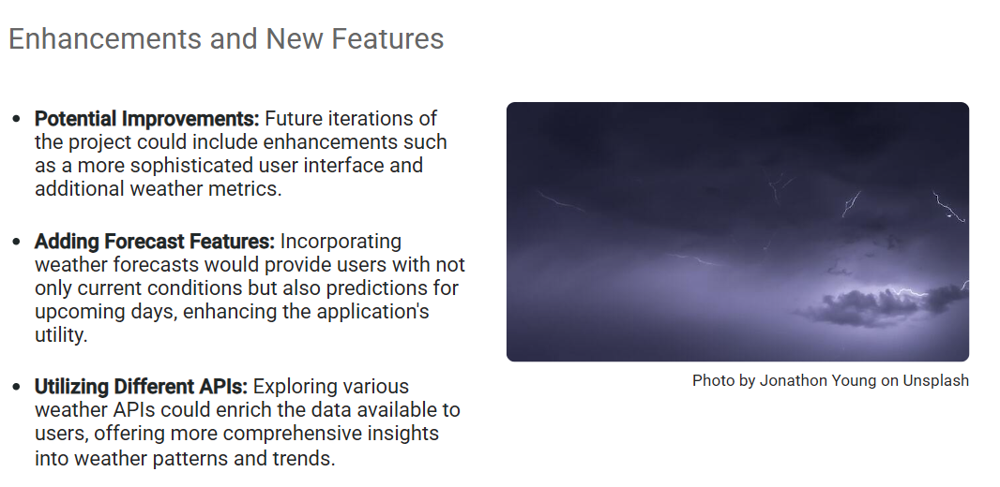 Enhancements and New Features
• Potential Improvements: Future iterations of
the project could include enhancements such
as a more sophisticated user interface and
additional weather metrics.
• Adding Forecast Features: Incorporating
weather forecasts would provide users with not
only current conditions but also predictions for
upcoming days, enhancing the application's
utility.
• Utilizing Different APIs: Exploring various
weather APIs could enrich the data available to
users, offering more comprehensive insights
into weather patterns and trends.
Photo by Jonathon Young on Unsplash